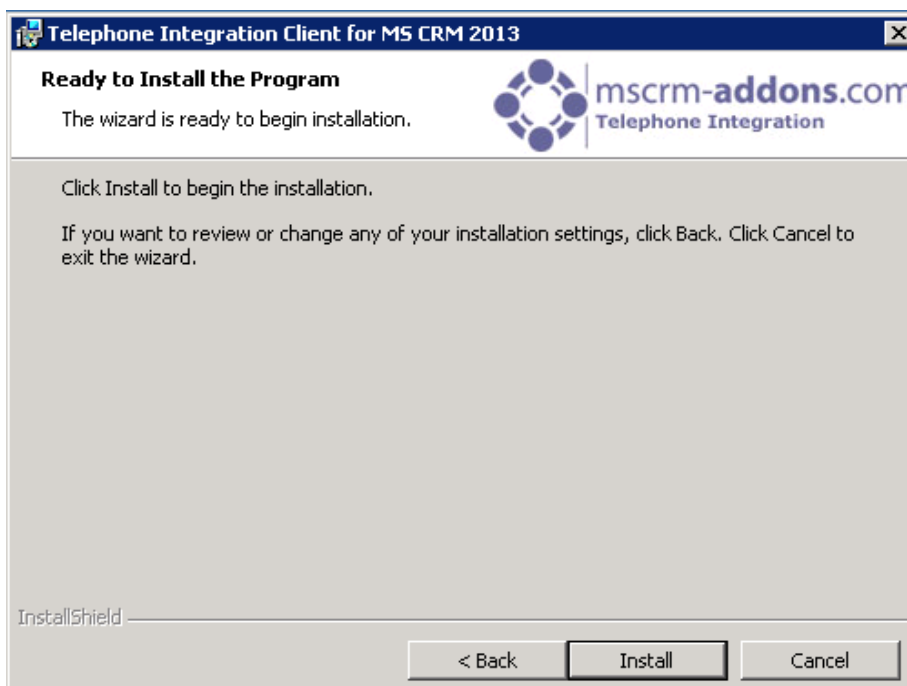 Telephone Integration Client for MS CRM 2013
Ready to Install the Program
The wizard is ready to begin installation.
mscrm-addons.com
Telephone Integration
Click Install to begin the installation.
If you want to review or change any of your installation settings, click Back. Click Cancel to
exit the wizard.
InstallShield
< Back
Install
Cancel